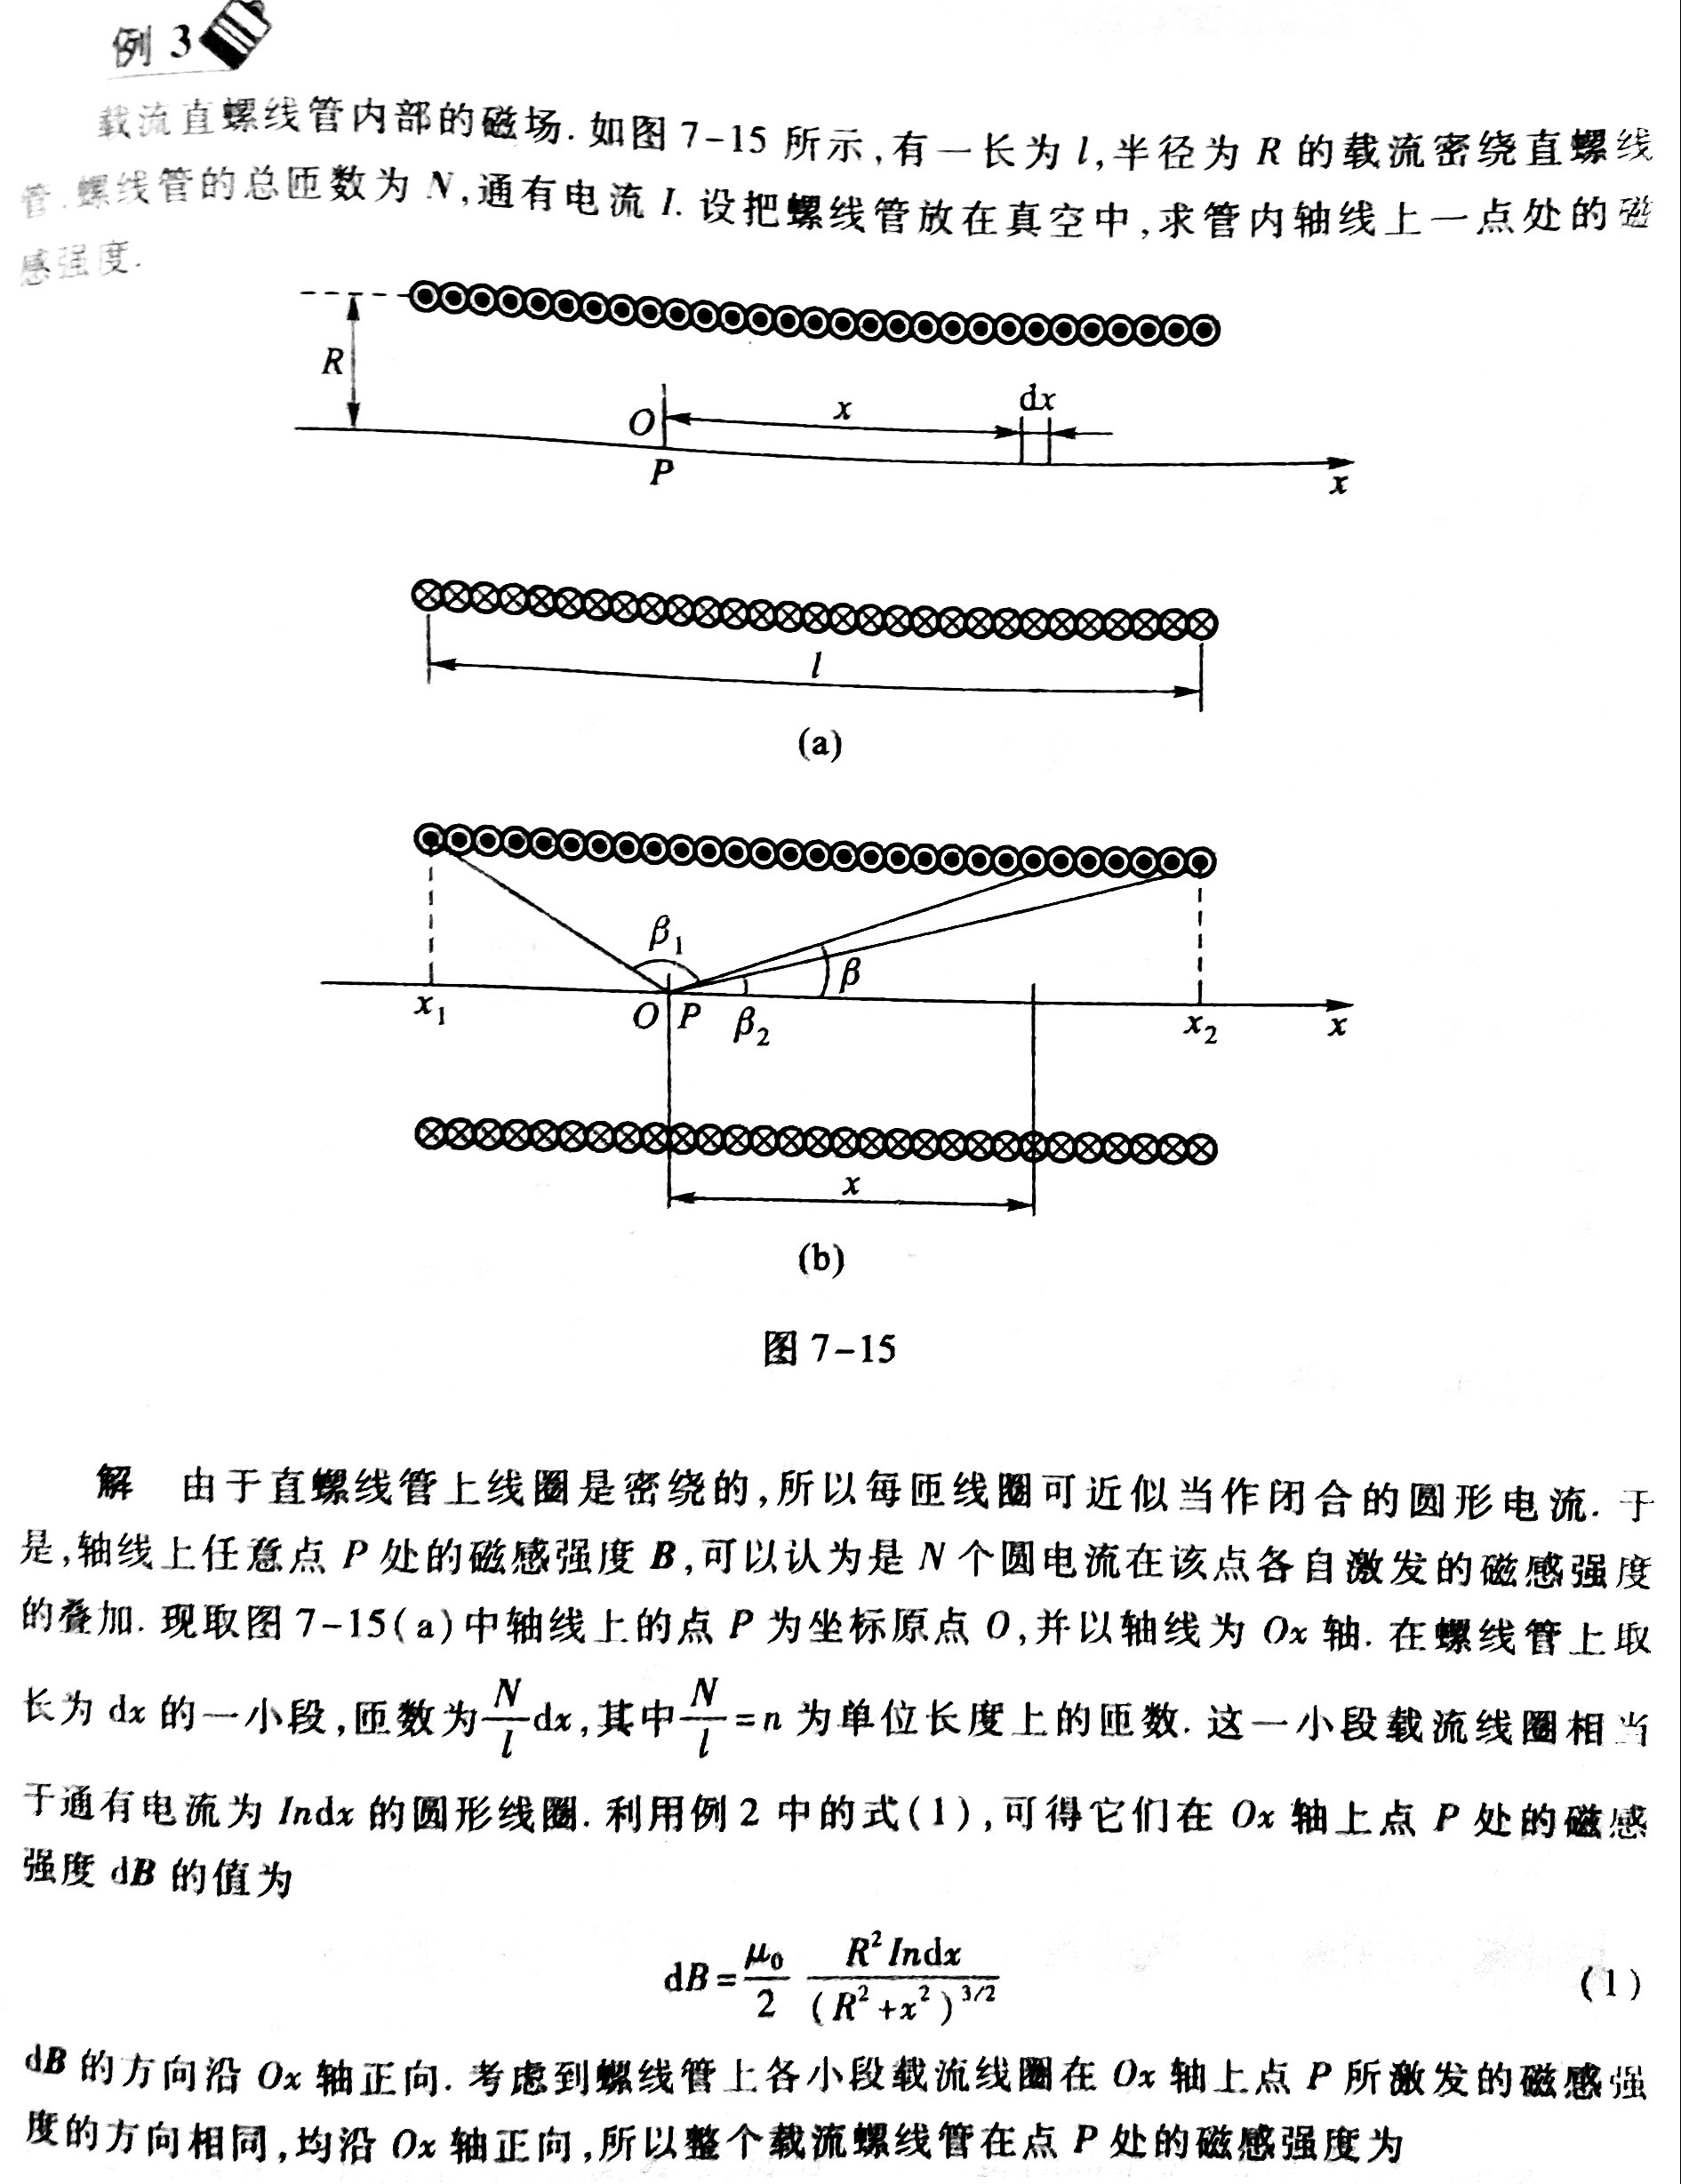 例 3
载流直螺线管内部的磁场. 如图 7-15 所示,有一长为 l,半径为 R 的载流密绕直螺线
管.螺线管的总匝数为 N,通有电流 I. 设把螺线管放在真空中,求管内轴线上一点处的磁
感强度.
R
O
x
dx
P
x
l
(a)
β₁
β
x₁
O
P
β₂
x₂
x
x
(b)
图 7-15
解 由于直螺线管上线圈是密绕的,所以每匝线圈可近似当作闭合的圆形电流. 于
是,轴线上任意点 P 处的磁感强度 B,可以认为是 N 个圆电流在该点各自激发的磁感强度
的叠加. 现取图 7-15(a)中轴线上的点 P 为坐标原点 O,并以轴线为 Ox 轴. 在螺线管上取
长为 dx 的一小段,匝数为 N/l dx,其中 N/l = n 为单位长度上的匝数. 这一小段载流线圈相当
于通有电流为 Indx 的圆形线圈. 利用例 2 中的式(1),可得它们在 Ox 轴上点 P 处的磁感
强度 dB 的值为
dB = μ₀/2 R²Indx/(R²+x²)^3/2 (1)
dB 的方向沿 Ox 轴正向. 考虑到螺线管上各小段载流线圈在 Ox 轴上点 P 所激发的磁感强
度的方向相同,均沿 Ox 轴正向,所以整个载流螺线管在点 P 处的磁感强度为